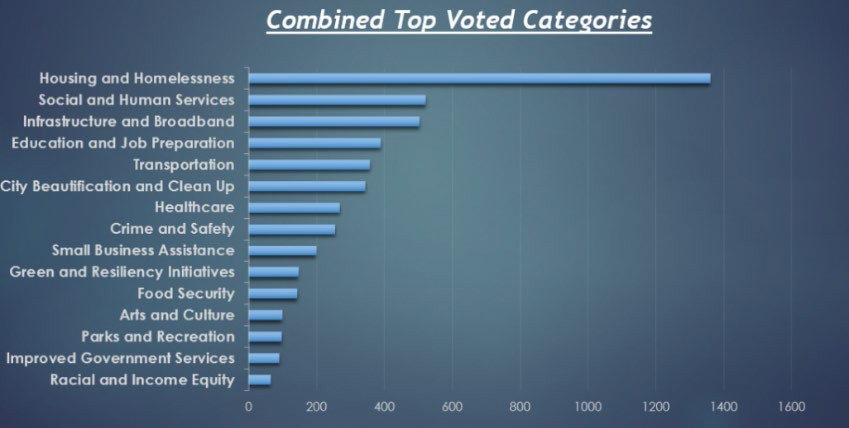 Combined Top Voted Categories
Housing and Homelessness
Social and Human Services
Infrastructure and Broadband
Education and Job Preparation
Transportation
City Beautification and Clean Up
Healthcare
Crime and Safety
Small Business Assistance
Green and Resiliency Initiatives
Food Security
Arts and Culture
Parks and Recreation
Improved Government Services
Racial and Income Equity
0 200 400 600 800 1000 1200 1400 1600